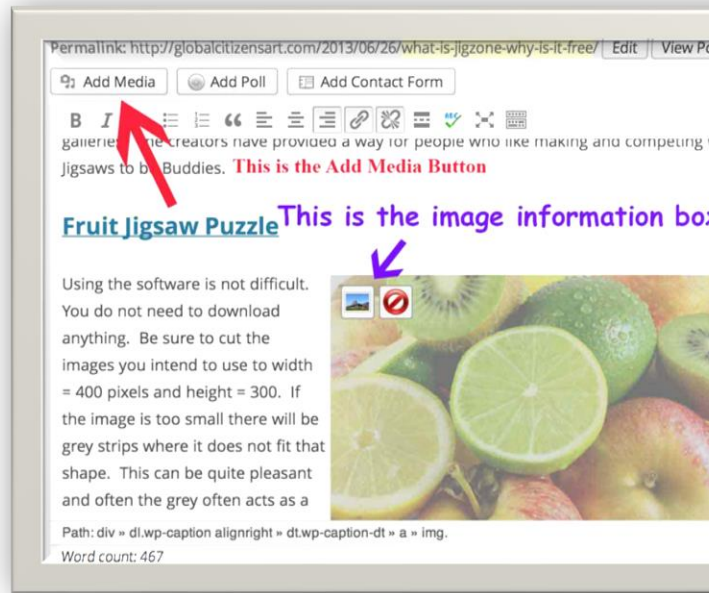 Permalink: http://globalcitizensart.com/2013/06/26/what-is-jigzone-why-is-it-free/ Edit View Po
Add Media Add Poll Add Contact Form
B I ABC
galleries. The creators have provided a way for people who like making and competing
Jigsaws to be Buddies. This is the Add Media Button
Fruit Jigsaw Puzzle This is the image information box
Using the software is not difficult.
You do not need to download
anything. Be sure to cut the
images you intend to use to width
= 400 pixels and height = 300. If
the image is too small there will be
grey strips where it does not fit that
shape. This can be quite pleasant
and often the grey often acts as a
Path: div » dl.wp-caption alignright » dt.wp-caption-dt » a » img.
Word count: 467